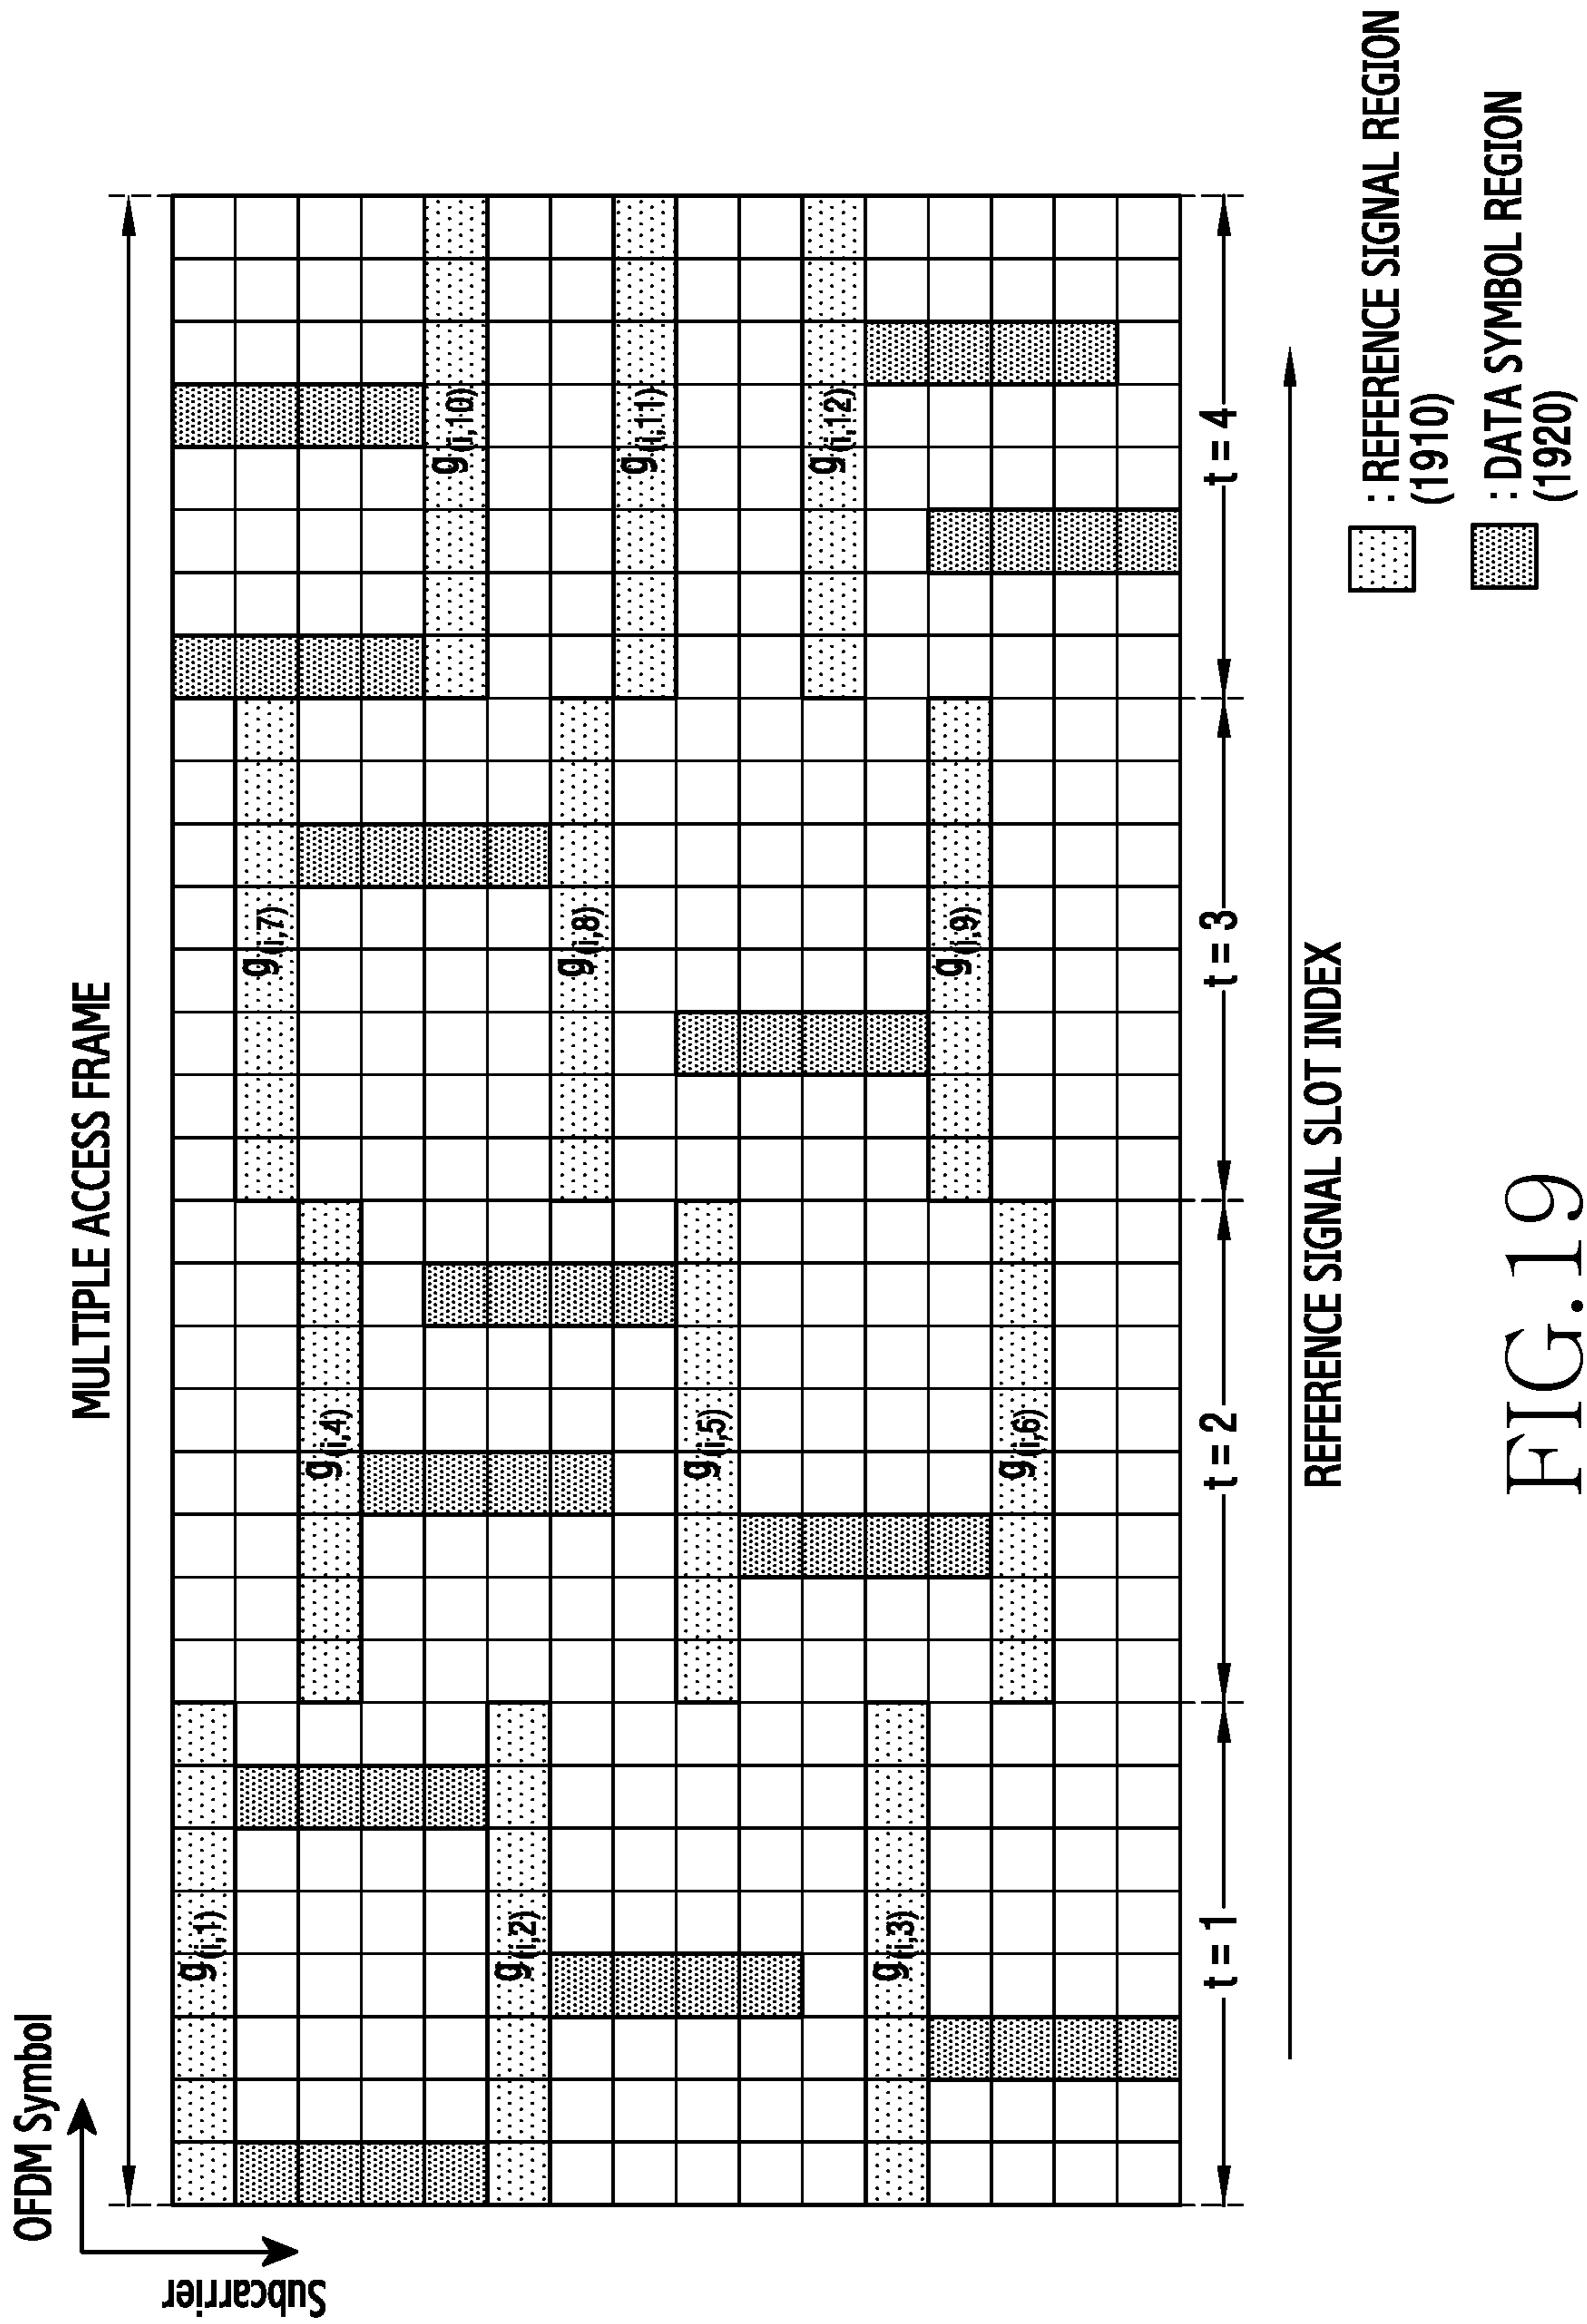 OFDM Symbol
Subcarrier
MULTIPLE ACCESS FRAME
g(i,1)
g(i,2)
g(i,3)
g(i,4)
g(i,5)
g(i,6)
g(i,7)
g(i,8)
g(i,9)
g(i,10)
g(i,11)
g(i,12)
t = 1
t = 2
t = 3
t = 4
REFERENCE SIGNAL SLOT INDEX
: REFERENCE SIGNAL REGION
(1910)
: DATA SYMBOL REGION
(1920)
FIG.19